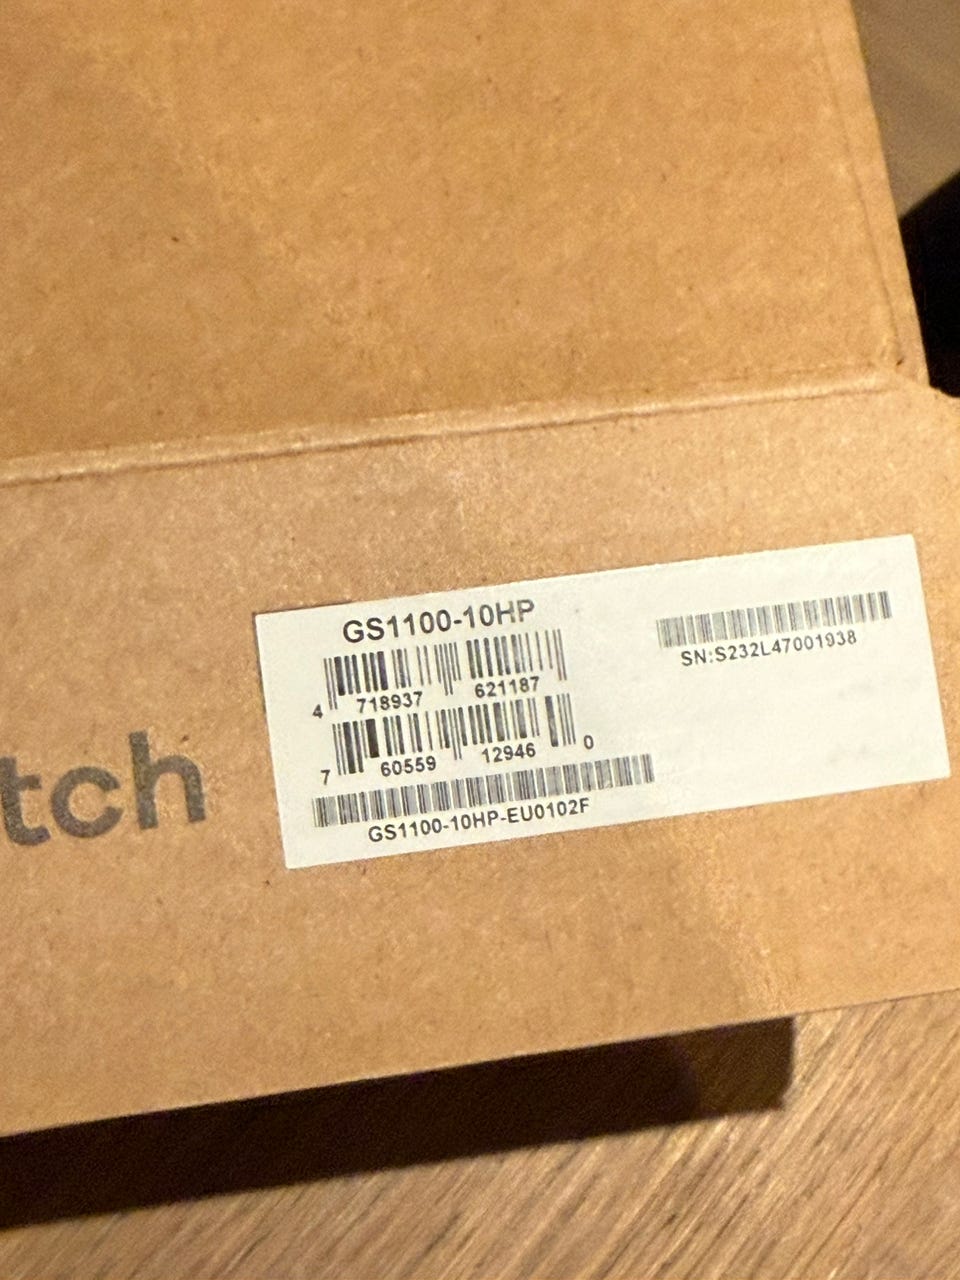 tch
GS1100-10HP
4 718937 621187
7 60559 12946 0
GS1100-10HP-EU0102F
SN:S232L47001938